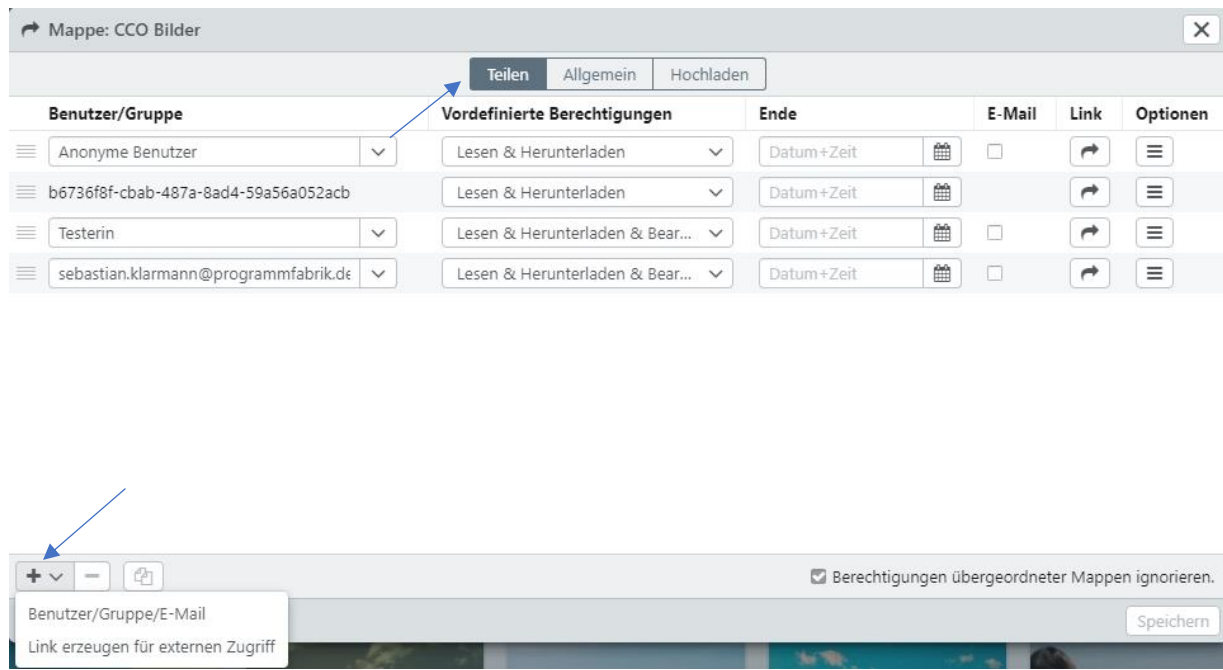 Mappe: CCO Bilder
Teilen Allgemein Hochladen
Benutzer/Gruppe Vordefinierte Berechtigungen Ende E-Mail Link Optionen
Anonyme Benutzer Lesen & Herunterladen Datum+Zeit
b6736f8f-cbab-487a-8ad4-59a56a052acb Lesen & Herunterladen Datum+Zeit
Testerin Lesen & Herunterladen & Bear... Datum+Zeit
sebastian.klarmann@programmfabrik.de Lesen & Herunterladen & Bear... Datum+Zeit
Berechtigungen übergeordneter Mappen ignorieren.
Benutzer/Gruppe/E-Mail
Speichern
Link erzeugen für externen Zugriff